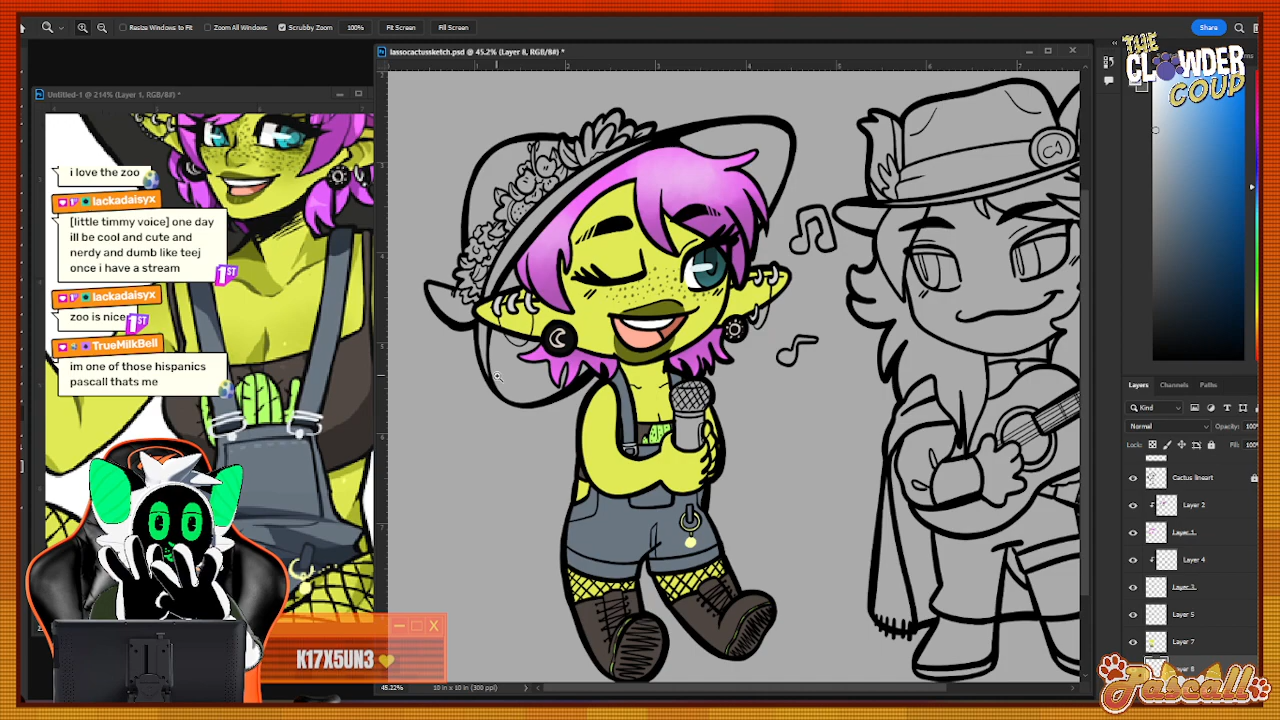 Resize Windows to Fit
Zoom All Windows
Scrubby Zoom
100%
Fit Screen
Fill Screen
Share
THE CLOWDER COUP
lassocactussketch.psd @ 45.2% (Layer 8, RGB/8#) *
Untitled-1 @ 214% (Layer 1, RGB/8#) *
i love the zoo
lackadaisyx
[little timmy voice] one day
ill be cool and cute and
nerdy and dumb like teej
once i have a stream
1ST
lackadaisyx
zoo is nice
1ST
TrueMilkBell
im one of those hispanics
pascall thats me
K17X5UN3
45.22%
10 in x 10 in (300 ppi)
Layers
Channels
Paths
Kind
Normal
Opacity:
Lock:
Fill:
Cactus lineart
Layer 2
Layer 1
Layer 4
Layer 3
Layer 5
Layer 7
Pascall